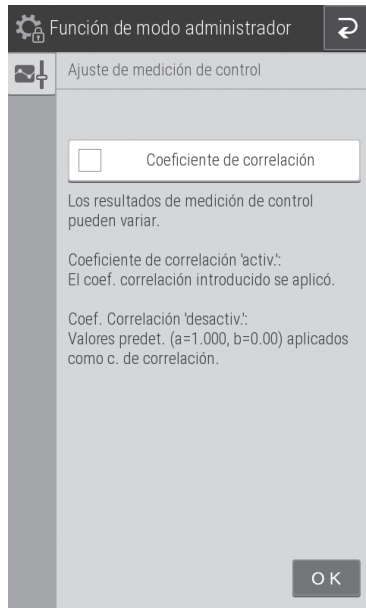 Función de modo administrador
Ajuste de medición de control
Coeficiente de correlación
Los resultados de medición de control
pueden variar.
Coeficiente de correlación 'activ.':
El coef. correlación introducido se aplicó.
Coef. Correlación 'desactiv.':
Valores predet. (a=1.000, b=0.00) aplicados
como c. de correlación.
OK